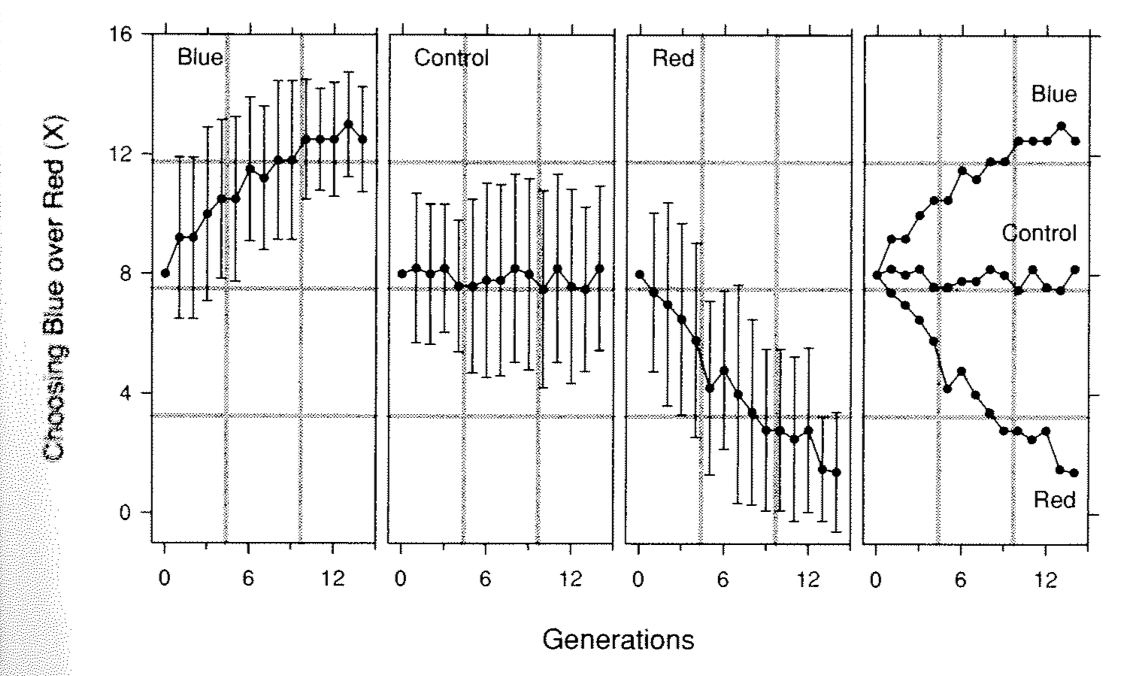 Choosing Blue over Red (X)
16
12
8
4
0
Blue
Control
Red
Blue
Control
Red
0 6 12
0 6 12
0 6 12
0 6 12
Generations